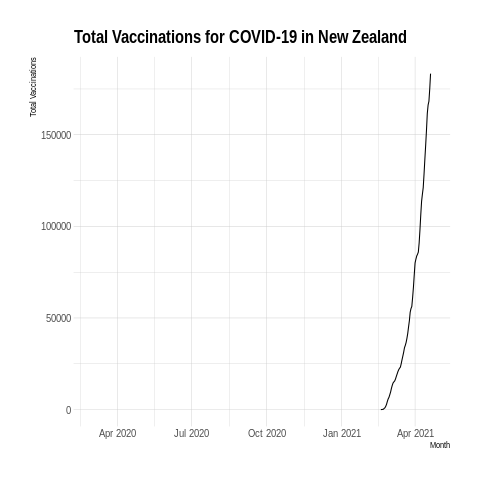 Total Vaccinations for COVID-19 in New Zealand
Total Vaccinations
150000
100000
50000
0
Apr 2020 Jul 2020 Oct 2020 Jan 2021 Apr 2021
Month